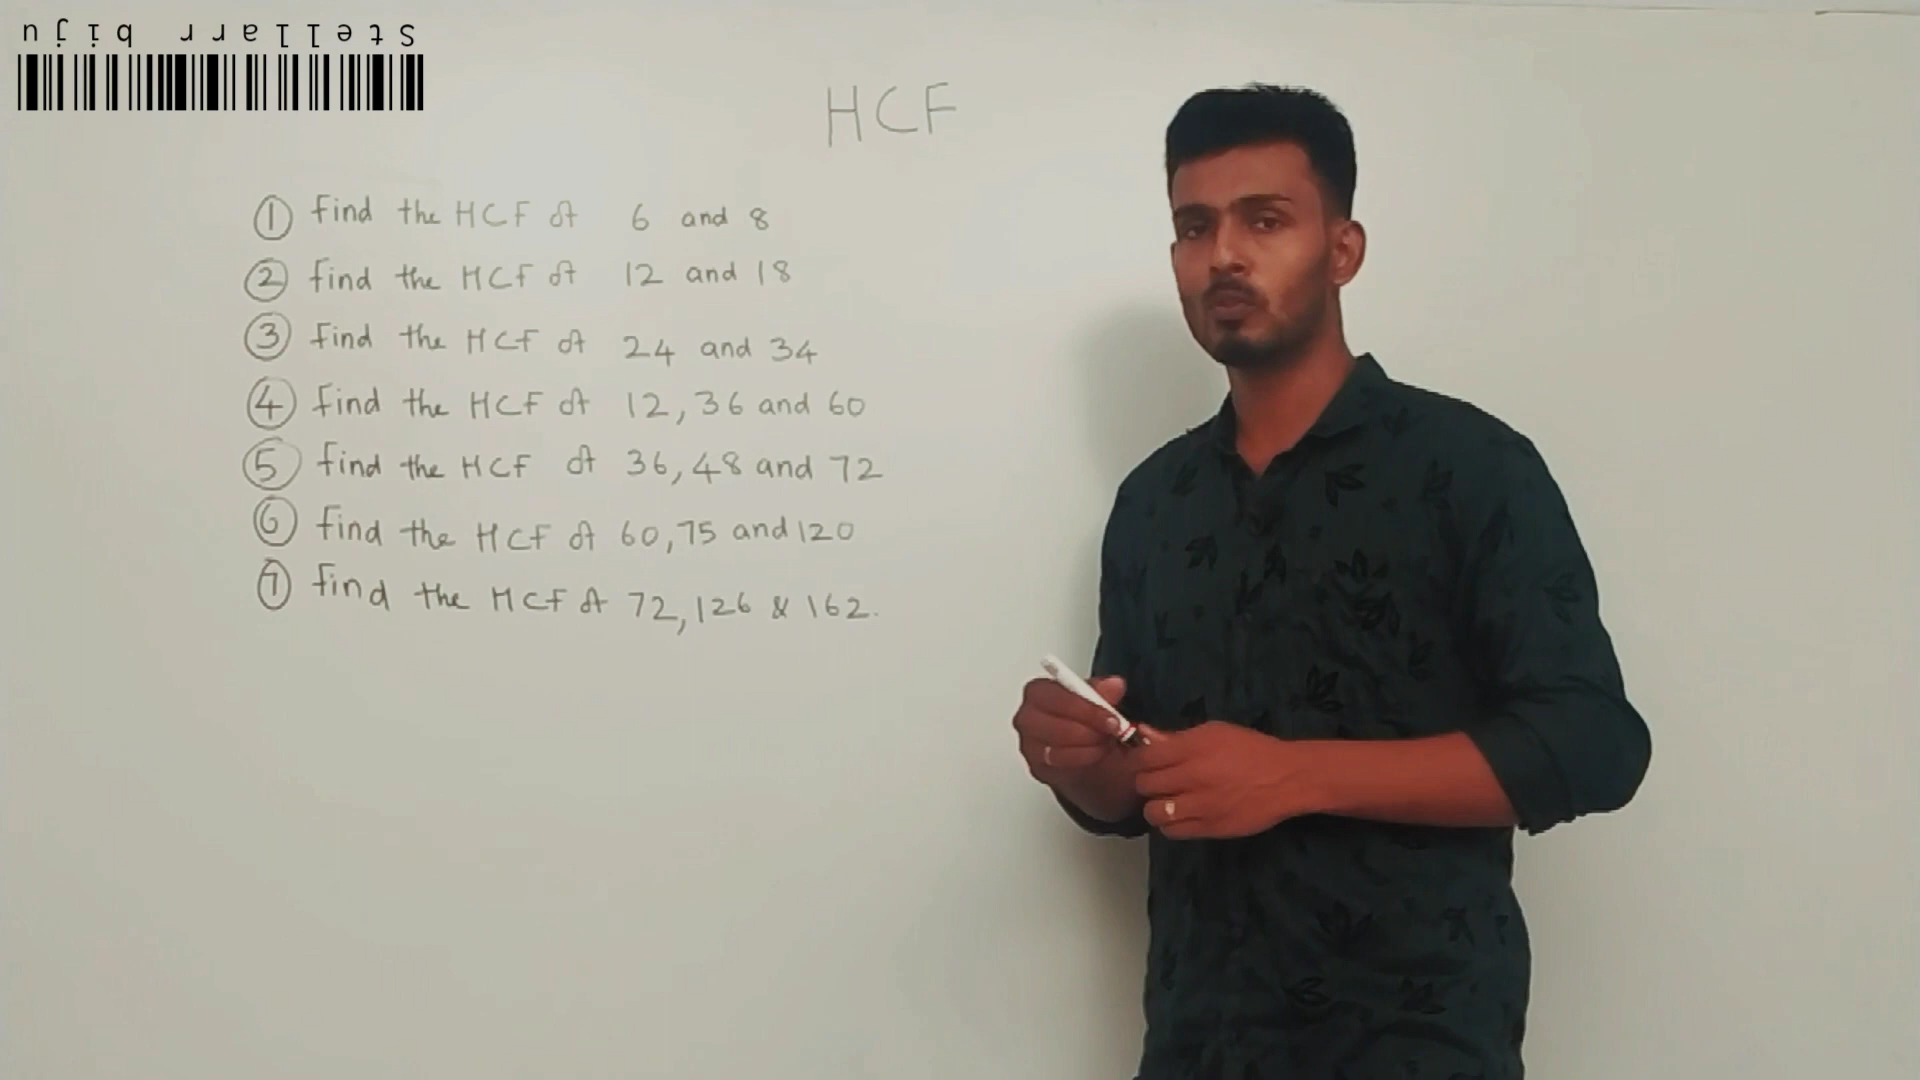 Stellarr biju
HCF
① find the HCF of 6 and 8
② find the HCF of 12 and 18
③ find the HCF of 24 and 34
④ find the HCF of 12, 36 and 60
⑤ find the HCF of 36, 48 and 72
⑥ find the HCF of 60, 75 and 120
⑦ find the HCF of 72, 126 & 162.